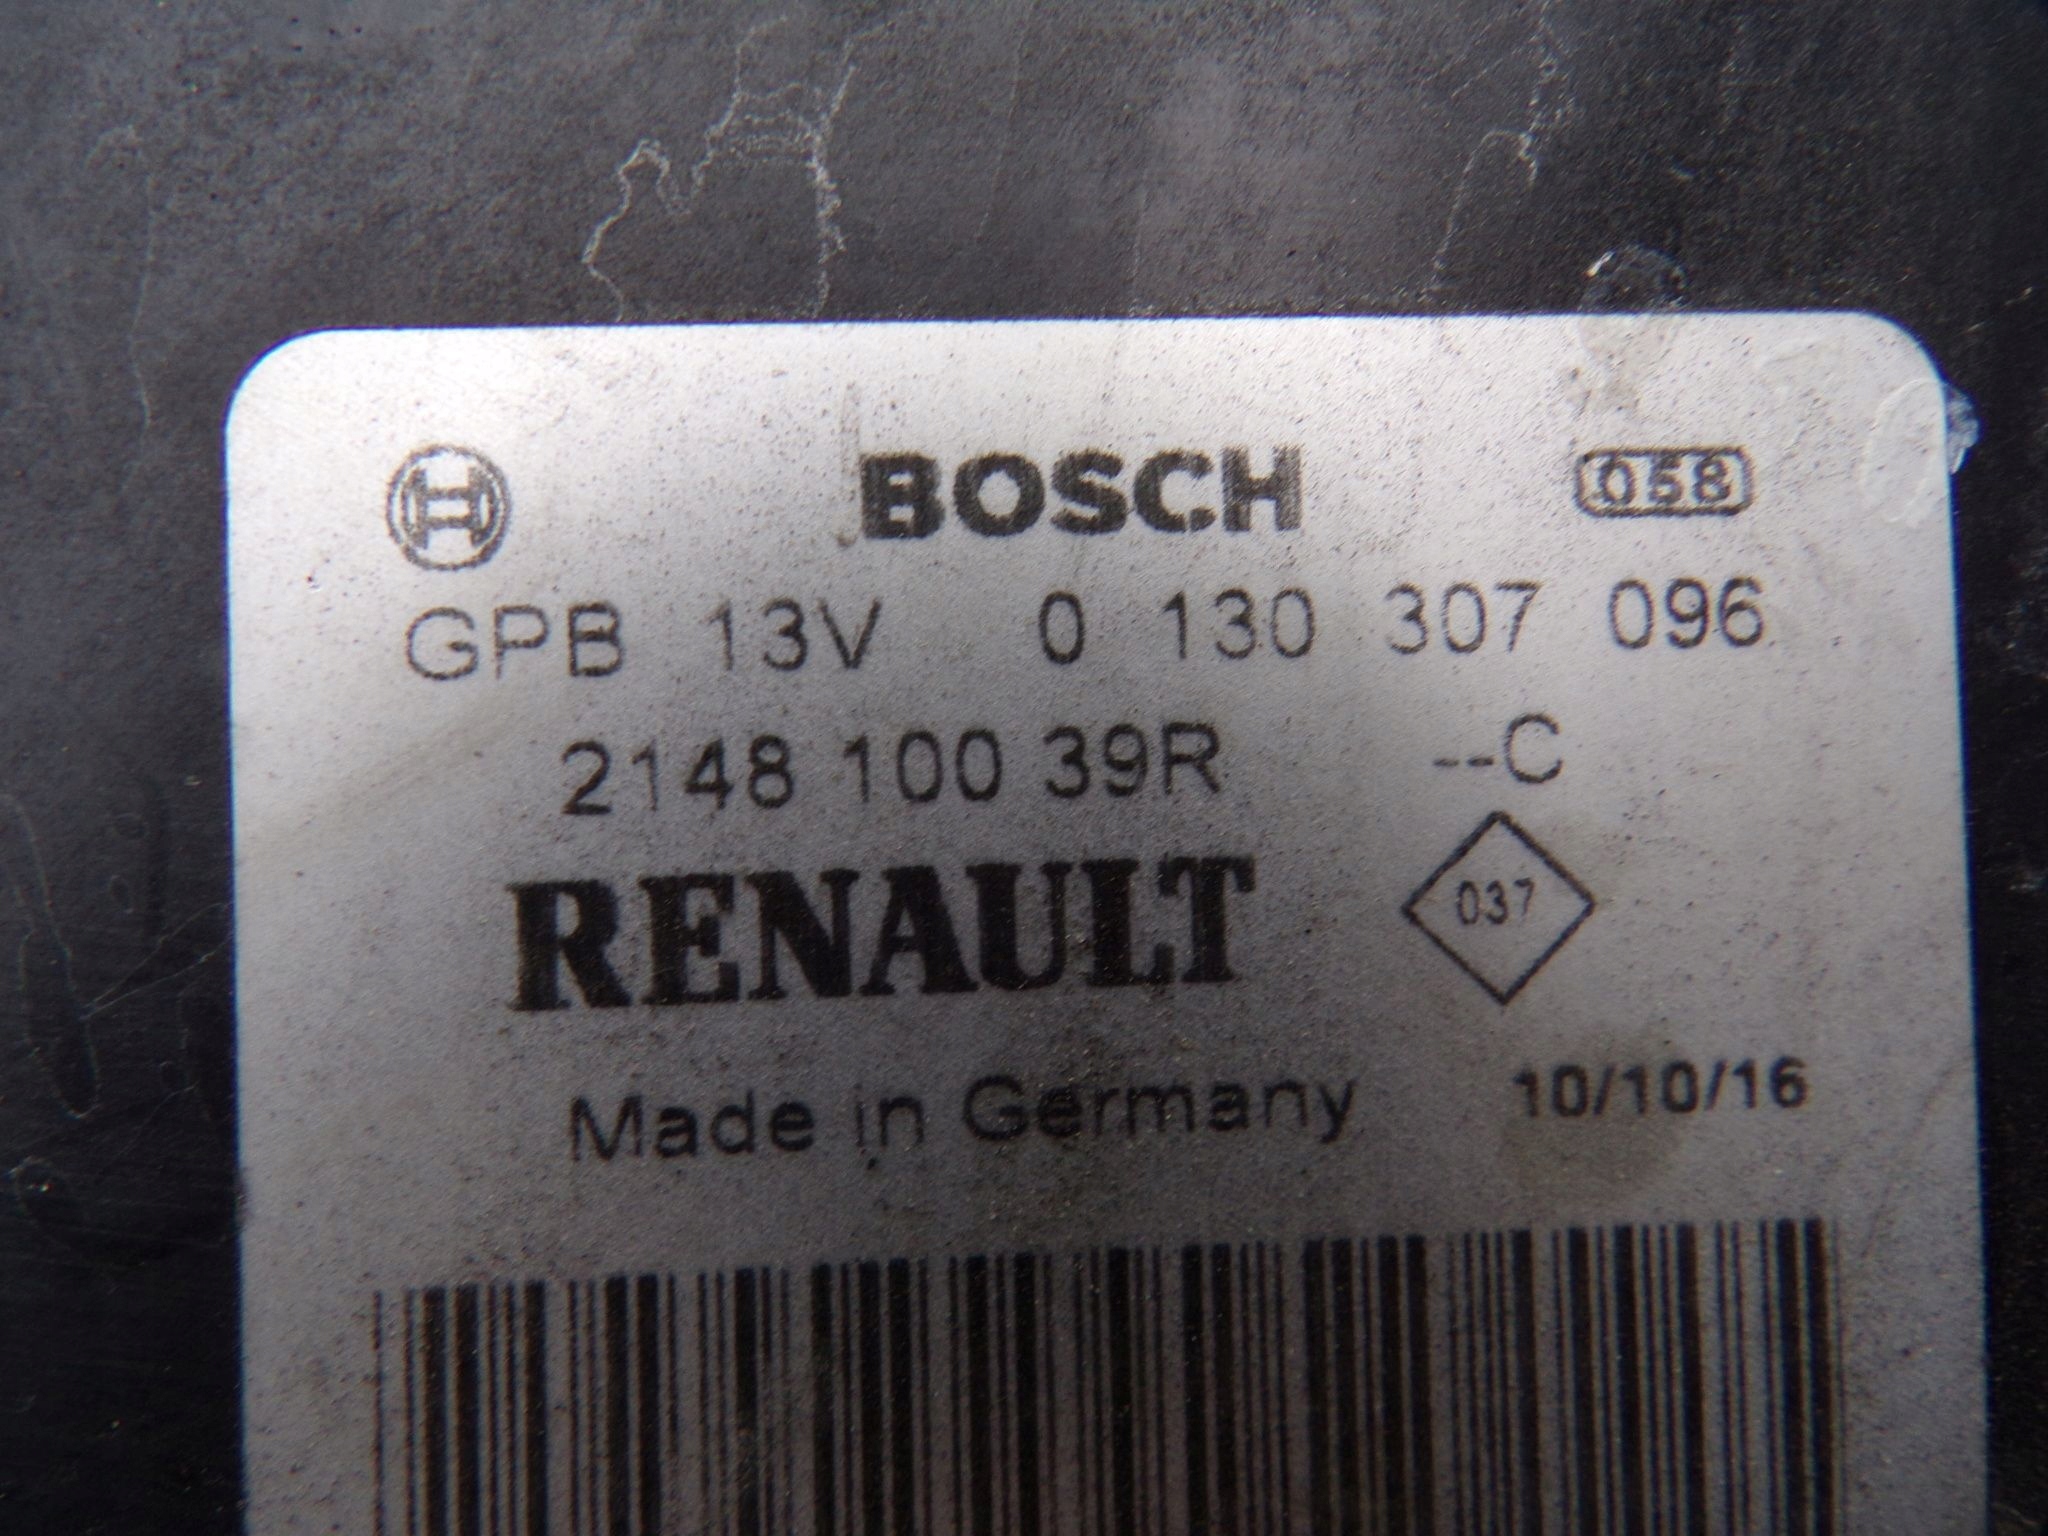 BOSCH 058
GPB 13V 0 130 307 096
2148 100 39R --C
RENAULT 037
Made in Germany 10/10/16